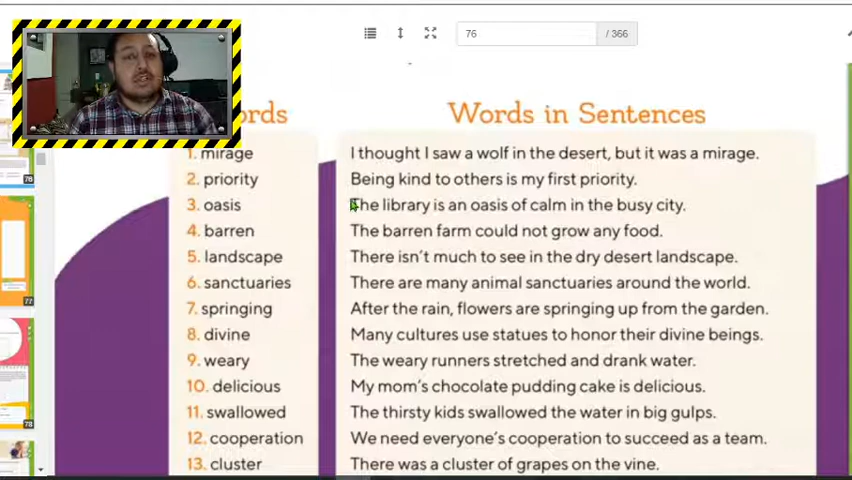 76 / 366
ords
Words in Sentences
1. mirage
I thought I saw a wolf in the desert, but it was a mirage.
2. priority
Being kind to others is my first priority.
3. oasis
The library is an oasis of calm in the busy city.
4. barren
The barren farm could not grow any food.
5. landscape
There isn't much to see in the dry desert landscape.
6. sanctuaries
There are many animal sanctuaries around the world.
7. springing
After the rain, flowers are springing up from the garden.
8. divine
Many cultures use statues to honor their divine beings.
9. weary
The weary runners stretched and drank water.
10. delicious
My mom's chocolate pudding cake is delicious.
11. swallowed
The thirsty kids swallowed the water in big gulps.
12. cooperation
We need everyone's cooperation to succeed as a team.
13. cluster
There was a cluster of grapes on the vine.
76
77
78